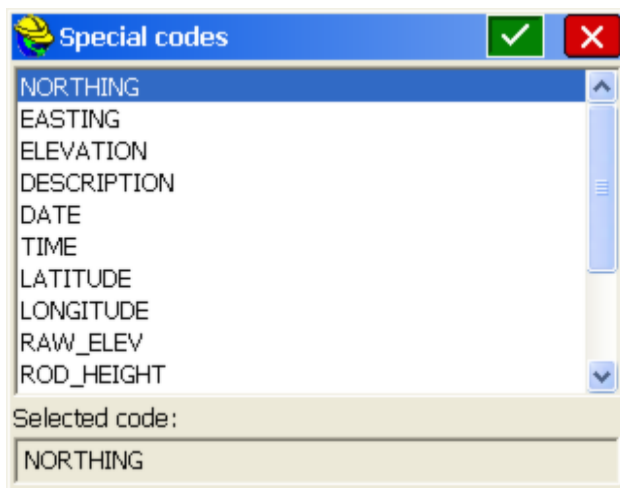 Special codes
NORTHING
EASTING
ELEVATION
DESCRIPTION
DATE
TIME
LATITUDE
LONGITUDE
RAW_ELEV
ROD_HEIGHT
Selected code:
NORTHING